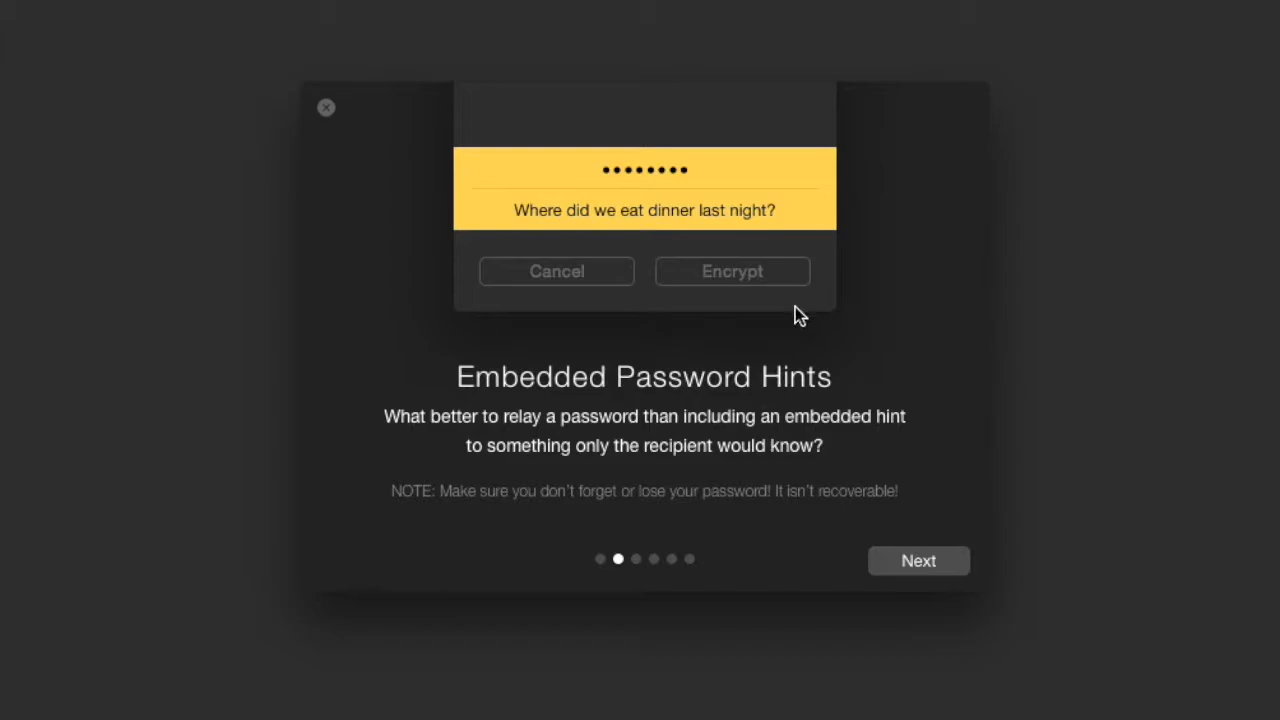 ••••••••
Where did we eat dinner last night?
Cancel
Encrypt
Embedded Password Hints
What better to relay a password than including an embedded hint
to something only the recipient would know?
NOTE: Make sure you don't forget or lose your password! It isn't recoverable!
Next